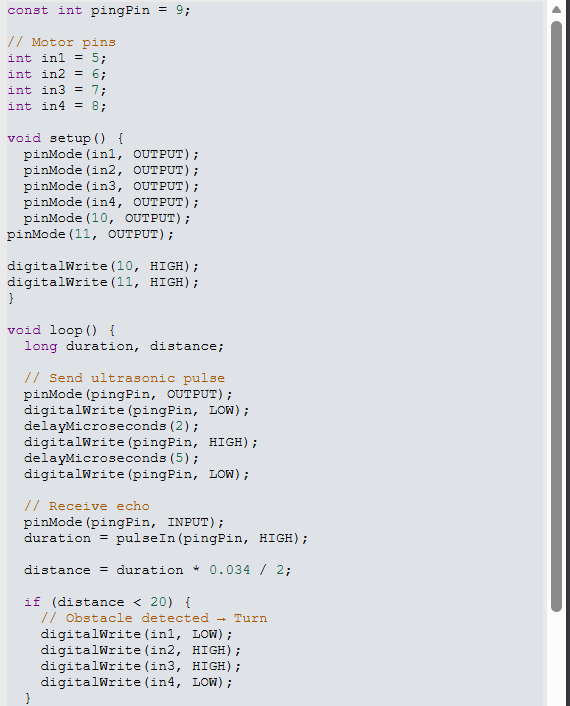 const int pingPin = 9;

// Motor pins
int in1 = 5;
int in2 = 6;
int in3 = 7;
int in4 = 8;

void setup() {
  pinMode(in1, OUTPUT);
  pinMode(in2, OUTPUT);
  pinMode(in3, OUTPUT);
  pinMode(in4, OUTPUT);
  pinMode(10, OUTPUT);
pinMode(11, OUTPUT);

digitalWrite(10, HIGH);
digitalWrite(11, HIGH);
}

void loop() {
  long duration, distance;

  // Send ultrasonic pulse
  pinMode(pingPin, OUTPUT);
  digitalWrite(pingPin, LOW);
  delayMicroseconds(2);
  digitalWrite(pingPin, HIGH);
  delayMicroseconds(5);
  digitalWrite(pingPin, LOW);

  // Receive echo
  pinMode(pingPin, INPUT);
  duration = pulseIn(pingPin, HIGH);

  distance = duration * 0.034 / 2;

  if (distance < 20) {
    // Obstacle detected → Turn
    digitalWrite(in1, LOW);
    digitalWrite(in2, HIGH);
    digitalWrite(in3, HIGH);
    digitalWrite(in4, LOW);
  }